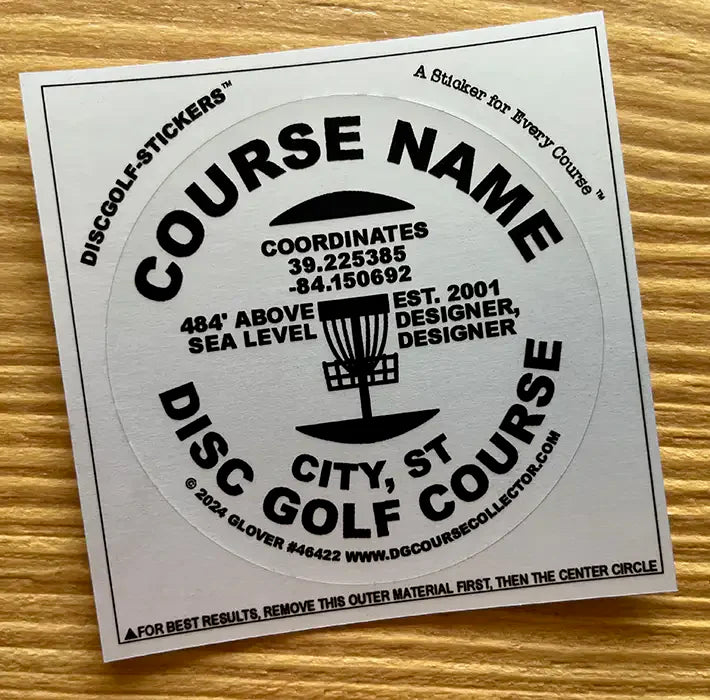 DISCGOLF-STICKERS™
A Sticker for Every Course ™
COURSE NAME
COORDINATES
39.225385
-84.150692
484' ABOVE
SEA LEVEL
EST. 2001
DESIGNER,
DESIGNER
CITY, ST
DISC GOLF COURSE
© 2024 GLOVER #46422 WWW.DGCOURSECOLLECTOR.COM
▲FOR BEST RESULTS, REMOVE THIS OUTER MATERIAL FIRST, THEN THE CENTER CIRCLE